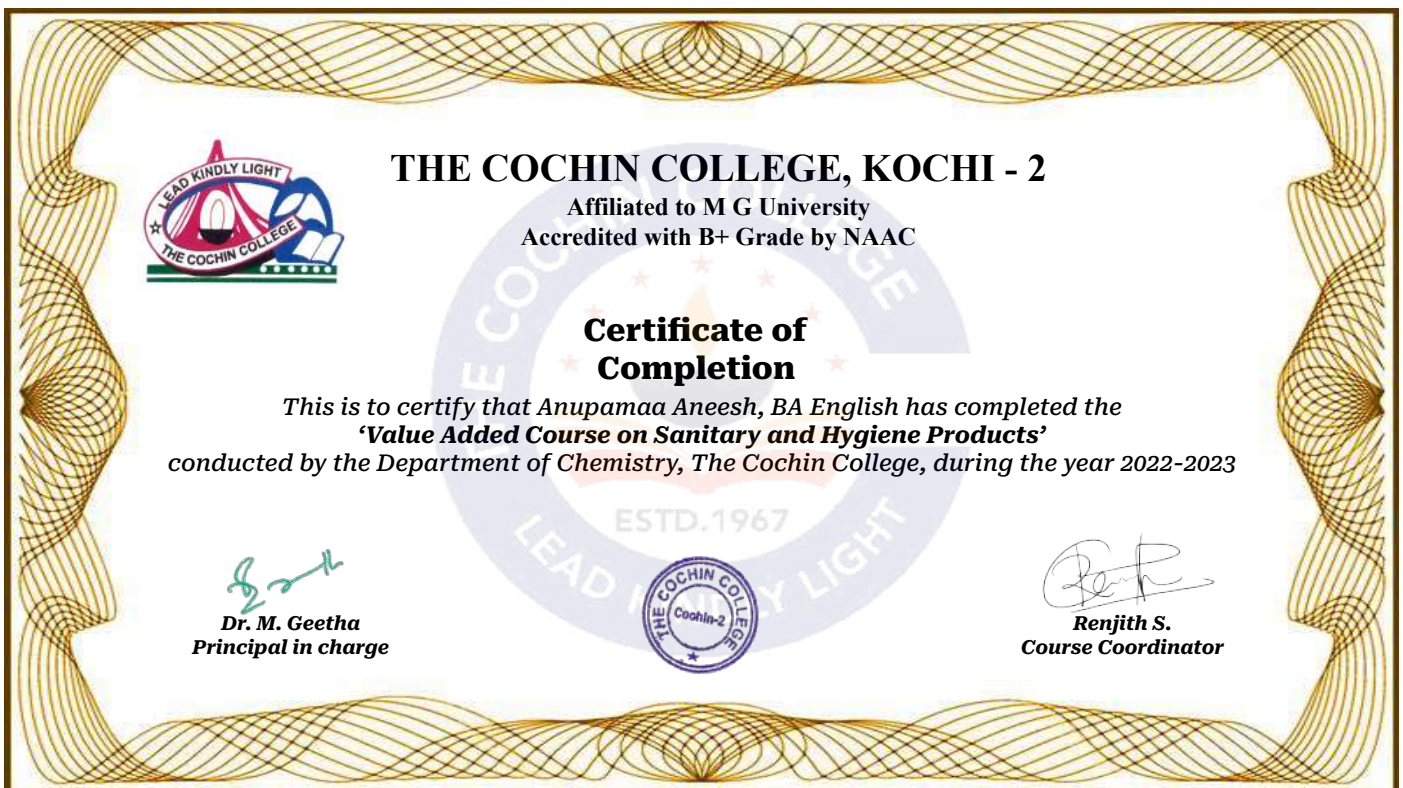 THE COCHIN COLLEGE, KOCHI - 2
Affiliated to M G University
Accredited with B+ Grade by NAAC
LEAD KINDLY LIGHT
THE COCHIN COLLEGE
Certificate of
Completion
This is to certify that Anupamaa Aneesh, BA English has completed the
‘Value Added Course on Sanitary and Hygiene Products’
conducted by the Department of Chemistry, The Cochin College, during the year 2022-2023
THE COCHIN COLLEGE
ESTD.1967
LEAD KINDLY LIGHT
Dr. M. Geetha
Principal in charge
THE COCHIN COLLEGE
Cochin-2
Renjith S.
Course Coordinator